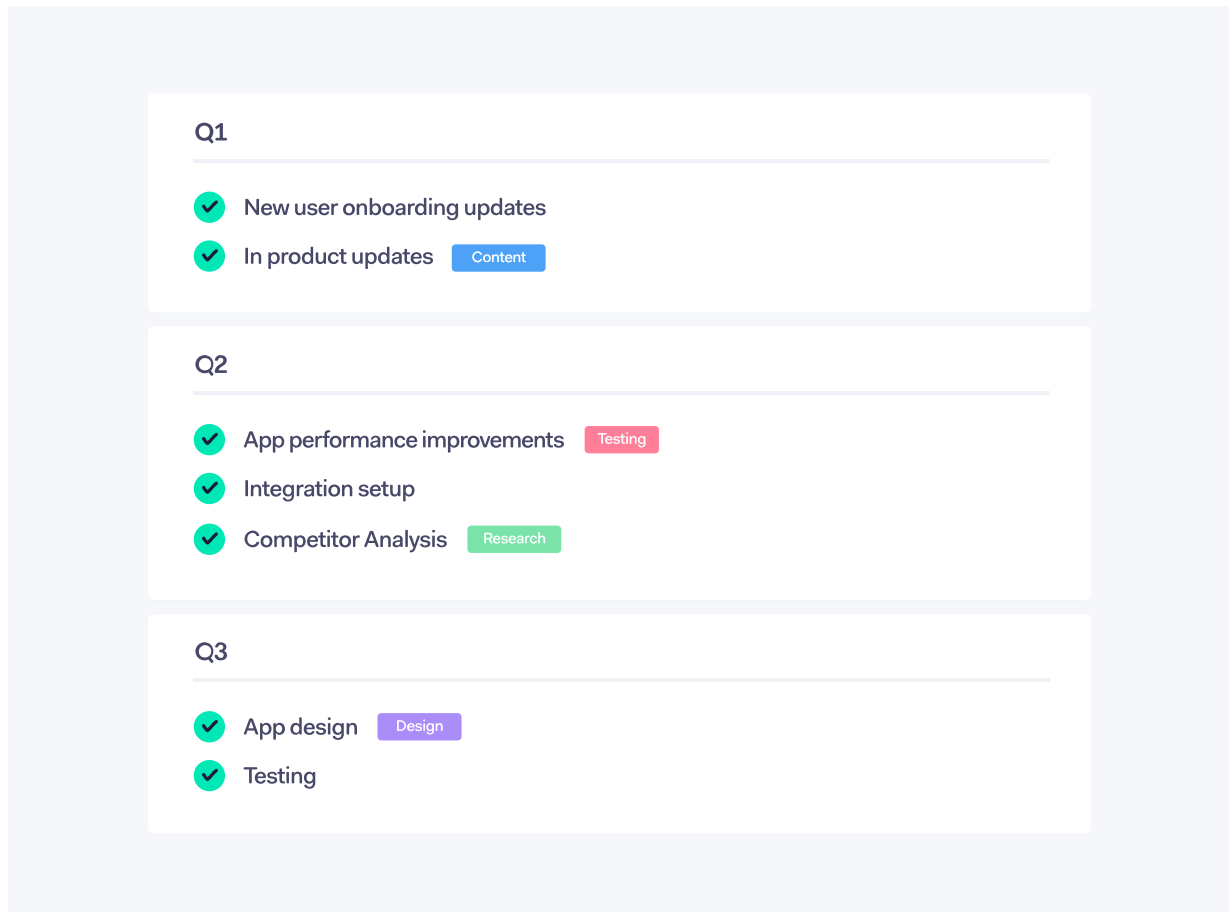 Q1
New user onboarding updates
In product updates Content
Q2
App performance improvements Testing
Integration setup
Competitor Analysis Research
Q3
App design Design
Testing